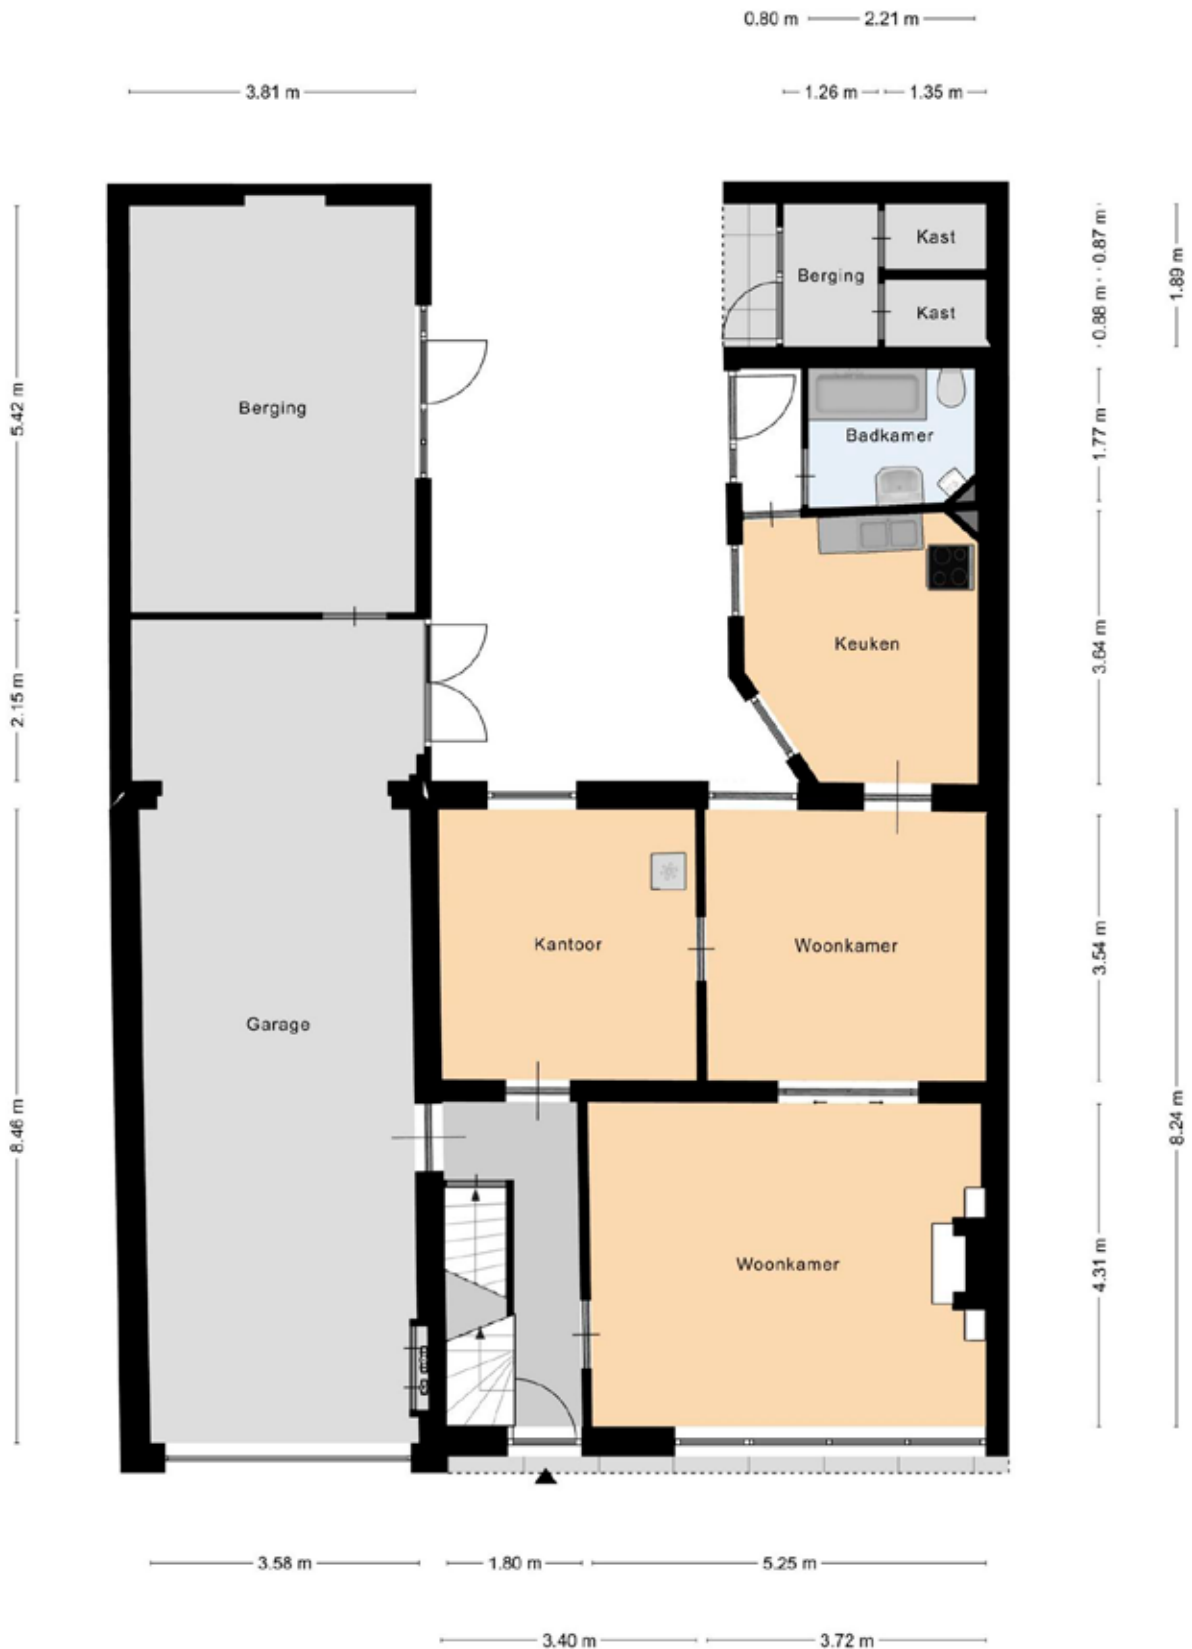 0.80 m 2.21 m
3.81 m 1.26 m 1.35 m
Kast
Berging
Kast
0.87 m
0.88 m
1.89 m
5.42 m
Berging
Badkamer
1.77 m
Keuken
3.64 m
2.15 m
Kantoor
Woonkamer
3.54 m
Garage
8.46 m
8.24 m
Woonkamer
4.31 m
3.58 m 1.80 m 5.25 m
3.40 m 3.72 m